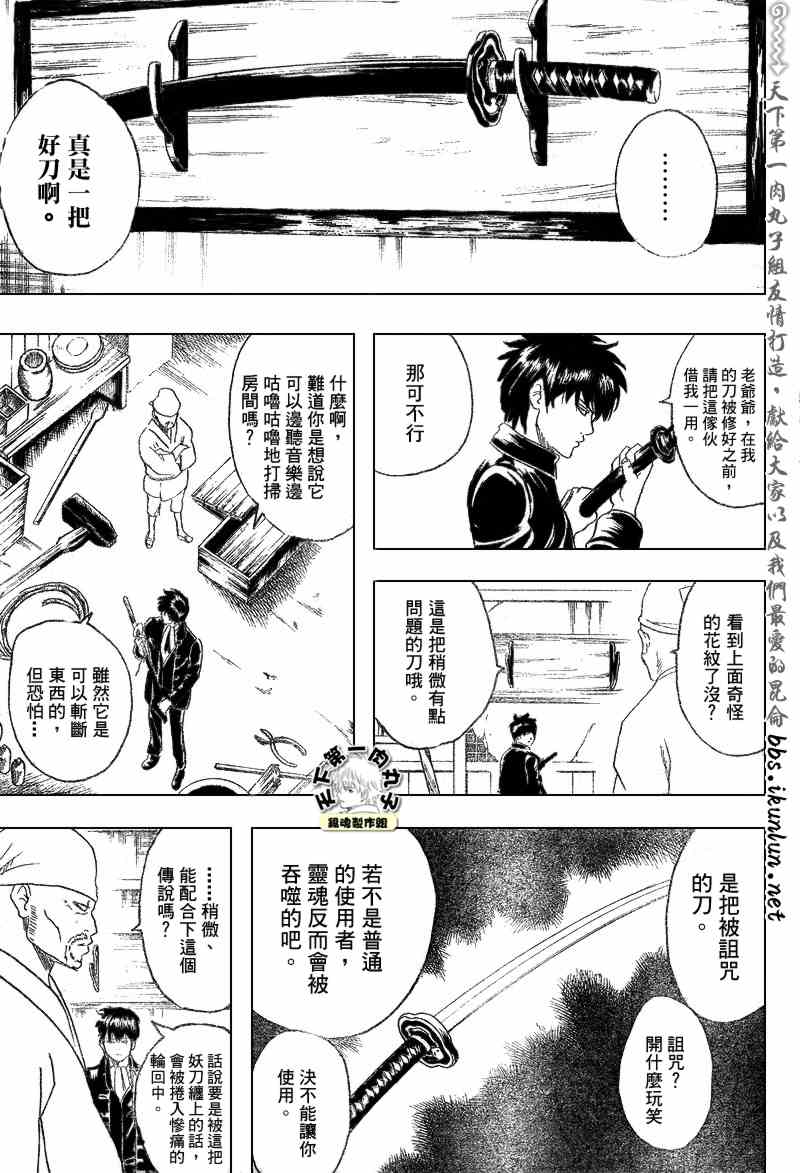 ………
真是一把
好刀啊。
老爺爺，在我
的刀被修好之前，
請把這傢伙
借我一用。
那可不行
什麼啊，
難道你是想說它
可以邊聽音樂邊
咕嚕咕嚕地打掃
房間嗎？
雖然它是
可以斬斷
東西的，
但恐怕…
看到上面奇怪
的花紋了沒？
這是把稍微有點
問題的刀哦。
是把被詛咒
的刀。
詛咒？
開什麼玩笑
若不是普通
的使用者，
靈魂反而會被
吞噬的吧。
決不能讓你
使用。
……稍微、
能配合下這個
傳說嗎？
話說要是被這把
妖刀纏上的話，
會被捲入慘痛的
輪回中。
天下第一肉丸子
銀魂製作組
天下第一肉丸子組友情打造，獻給大家以及我們最愛的昆侖
bbs.ikunlun.net